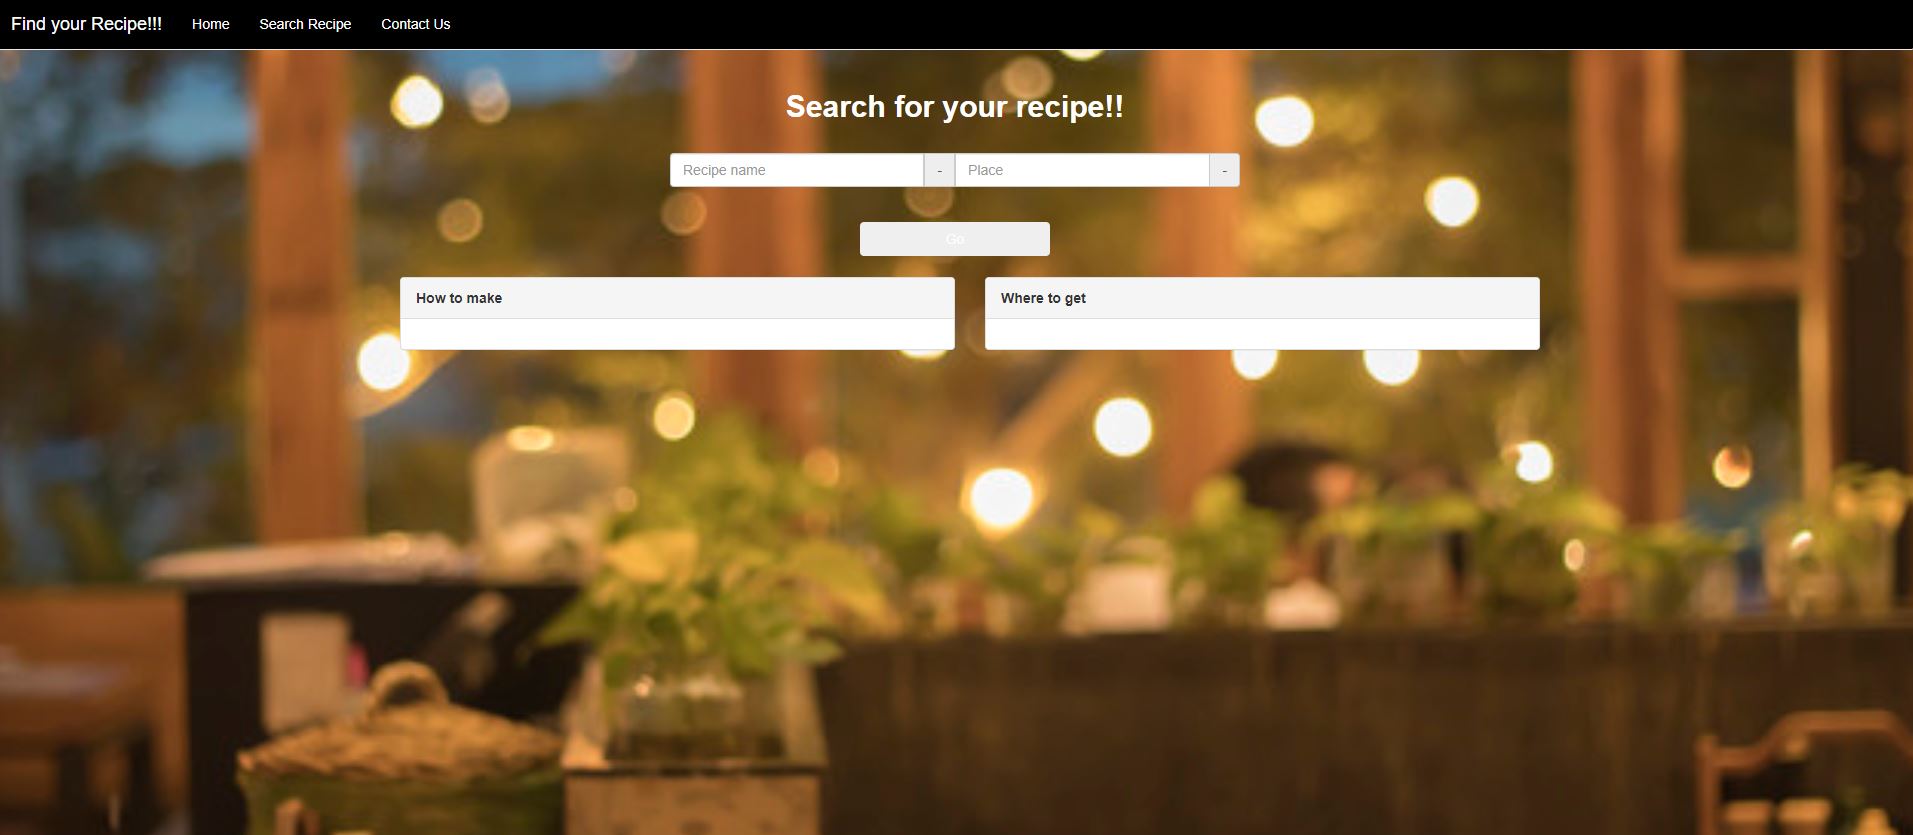 Find your Recipe!!! Home Search Recipe Contact Us
Search for your recipe!!
Recipe name - Place -
Go
How to make Where to get